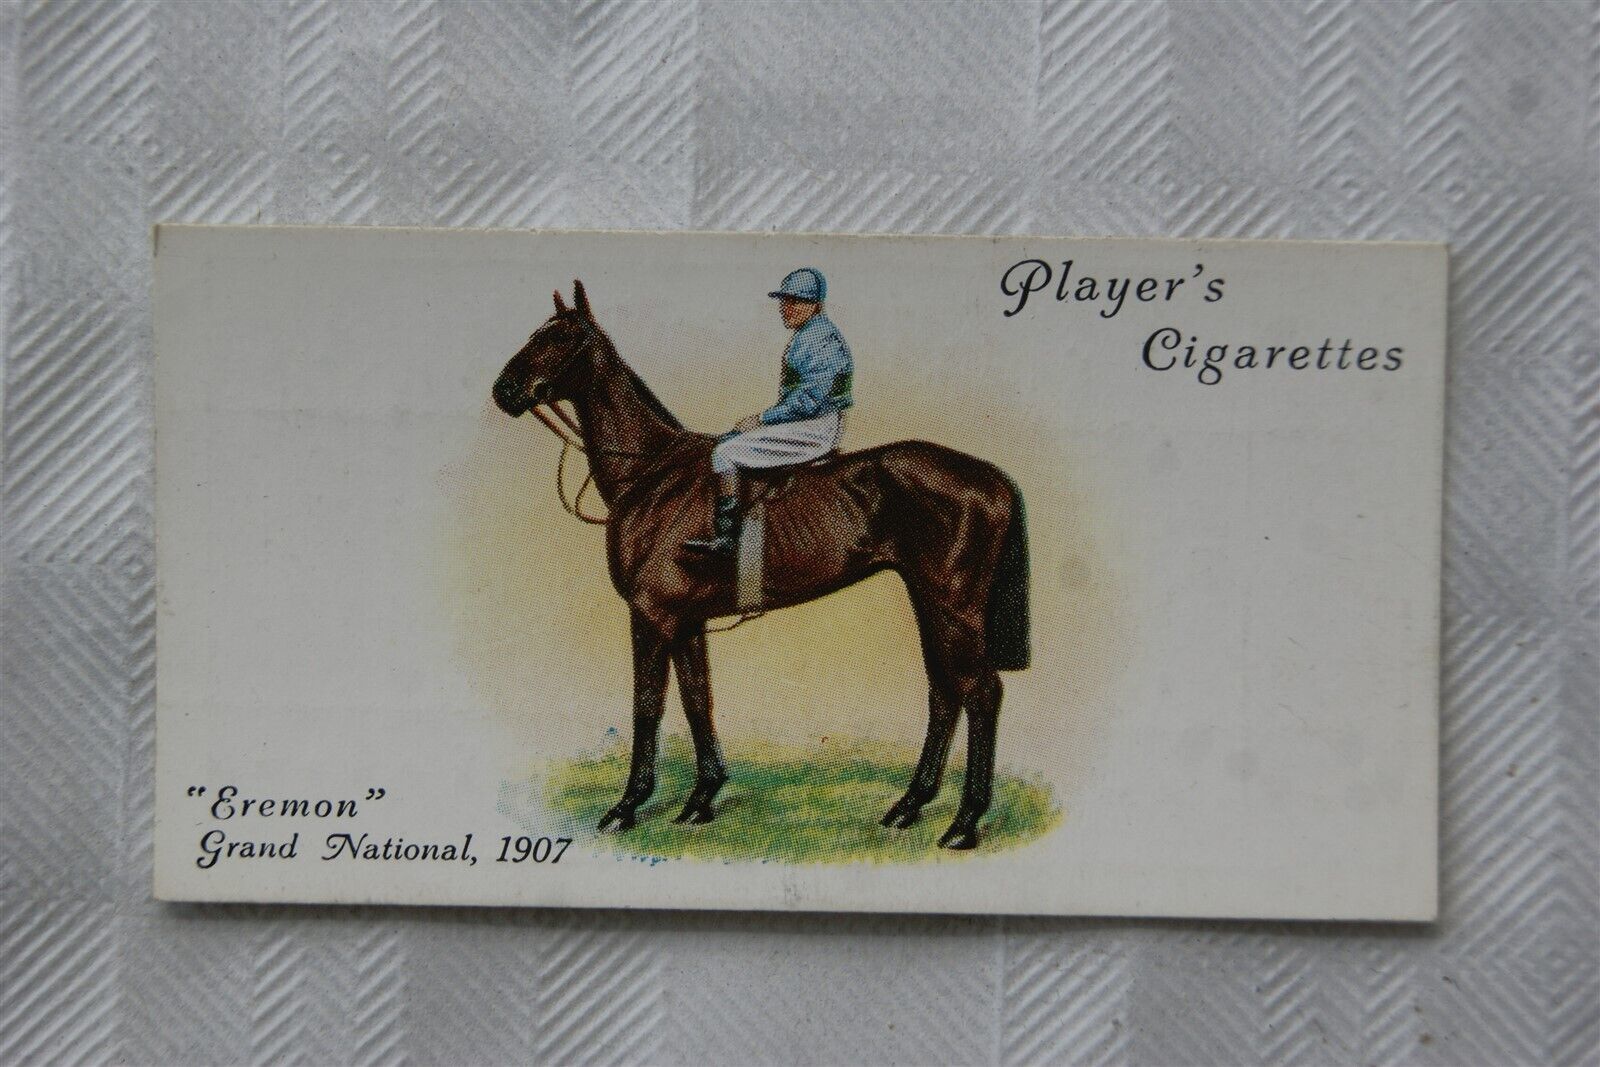 Player's
Cigarettes
"Eremon"
Grand National, 1907